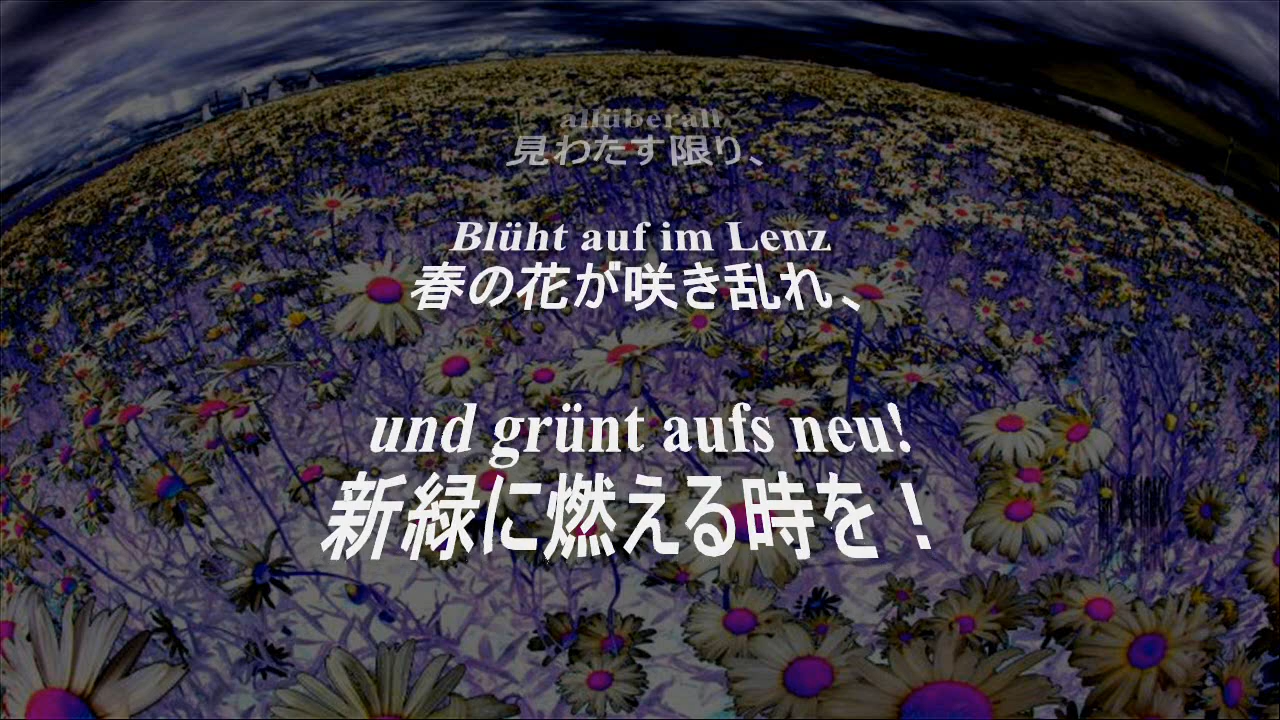 allüberall
見わたす限り、
Blüht auf im Lenz
春の花が咲き乱れ、
und grünt aufs neu!
新緑に燃える時を！